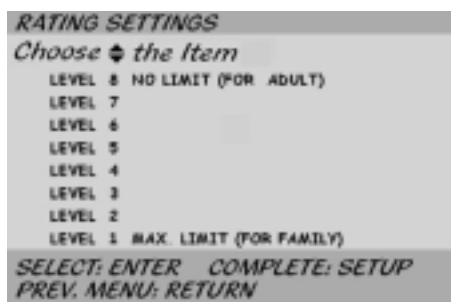 RATING SETTINGS
Choose the Item
LEVEL 8 NO LIMIT (FOR ADULT)
LEVEL 7
LEVEL 6
LEVEL 5
LEVEL 4
LEVEL 3
LEVEL 2
LEVEL 1 MAX. LIMIT (FOR FAMILY)
SELECT: ENTER COMPLETE: SETUP
PREV. MENU: RETURN